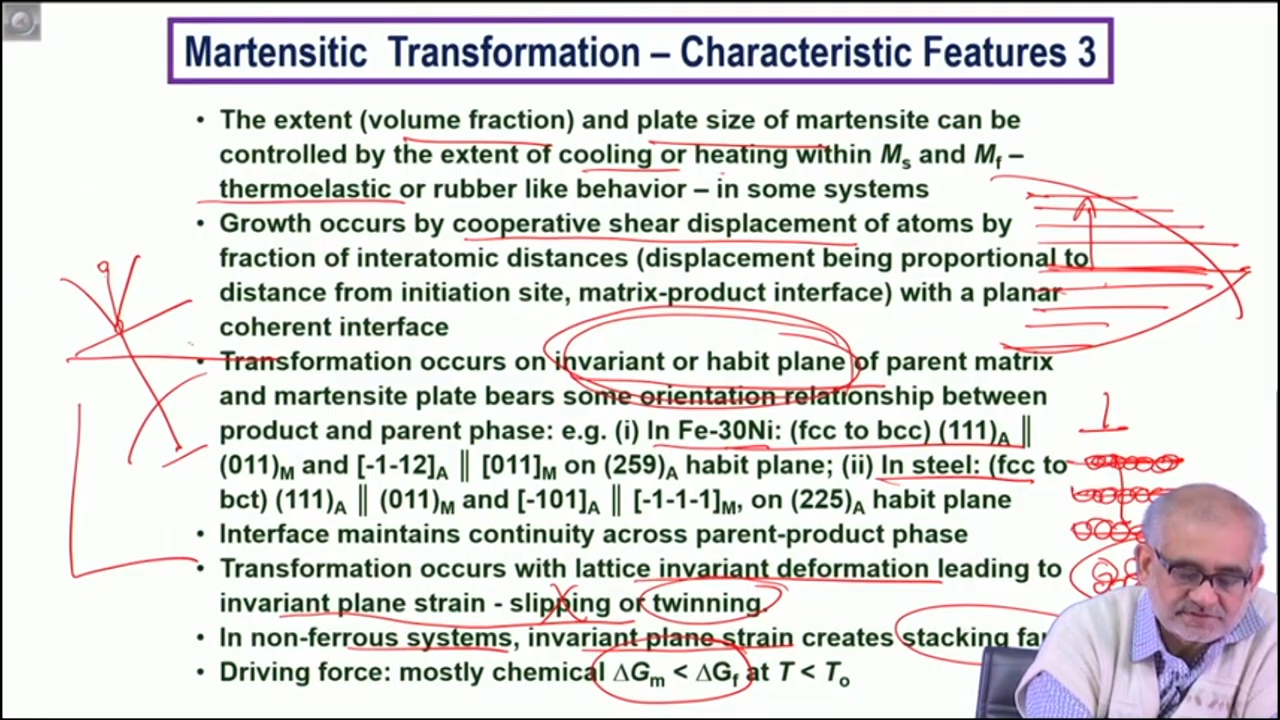 Martensitic Transformation – Characteristic Features 3
• The extent (volume fraction) and plate size of martensite can be
controlled by the extent of cooling or heating within Ms and Mf –
thermoelastic or rubber like behavior – in some systems
• Growth occurs by cooperative shear displacement of atoms by
fraction of interatomic distances (displacement being proportional to
distance from initiation site, matrix-product interface) with a planar
coherent interface
• Transformation occurs on invariant or habit plane of parent matrix
and martensite plate bears some orientation relationship between
product and parent phase: e.g. (i) In Fe-30Ni: (fcc to bcc) (111)A ||
(011)M and [-1-12]A || [011]M on (259)A habit plane; (ii) In steel: (fcc to
bct) (111)A || (011)M and [-101]A || [-1-1-1]M, on (225)A habit plane
• Interface maintains continuity across parent-product phase
• Transformation occurs with lattice invariant deformation leading to
invariant plane strain - slipping or twinning.
• In non-ferrous systems, invariant plane strain creates stacking
• Driving force: mostly chemical ΔGm < ΔGf at T < To